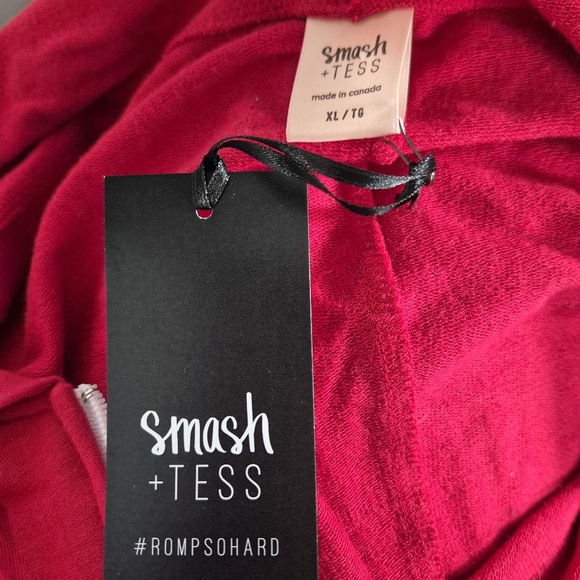 smash
+TESS
made in canada
XL / TG
smash
+TESS
#ROMPSOHARD